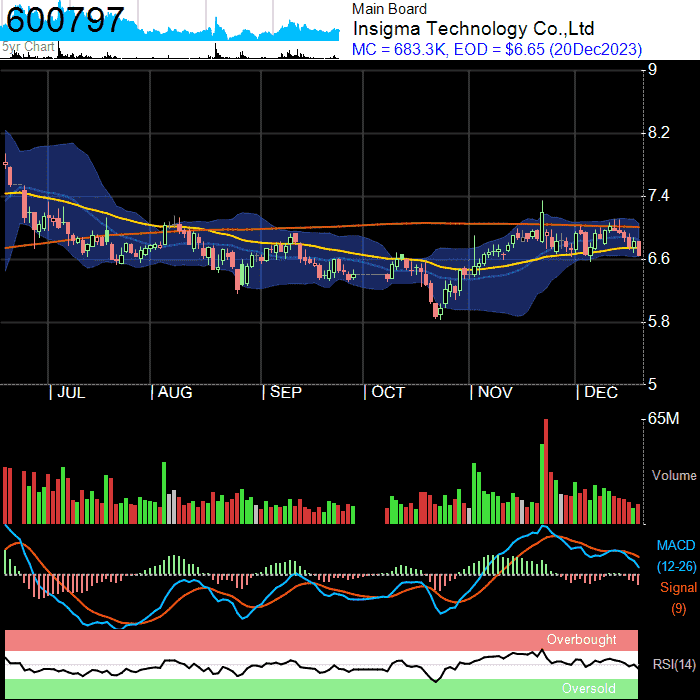 600797
5yr Chart
Main Board
Insigma Technology Co.,Ltd
MC = 683.3K, EOD = $6.65 (20Dec2023)
9
8.2
7.4
6.6
5.8
5
| JUL | AUG | SEP | OCT | NOV | DEC
65M
Volume
MACD
(12-26)
Signal
(9)
Overbought
RSI(14)
Oversold